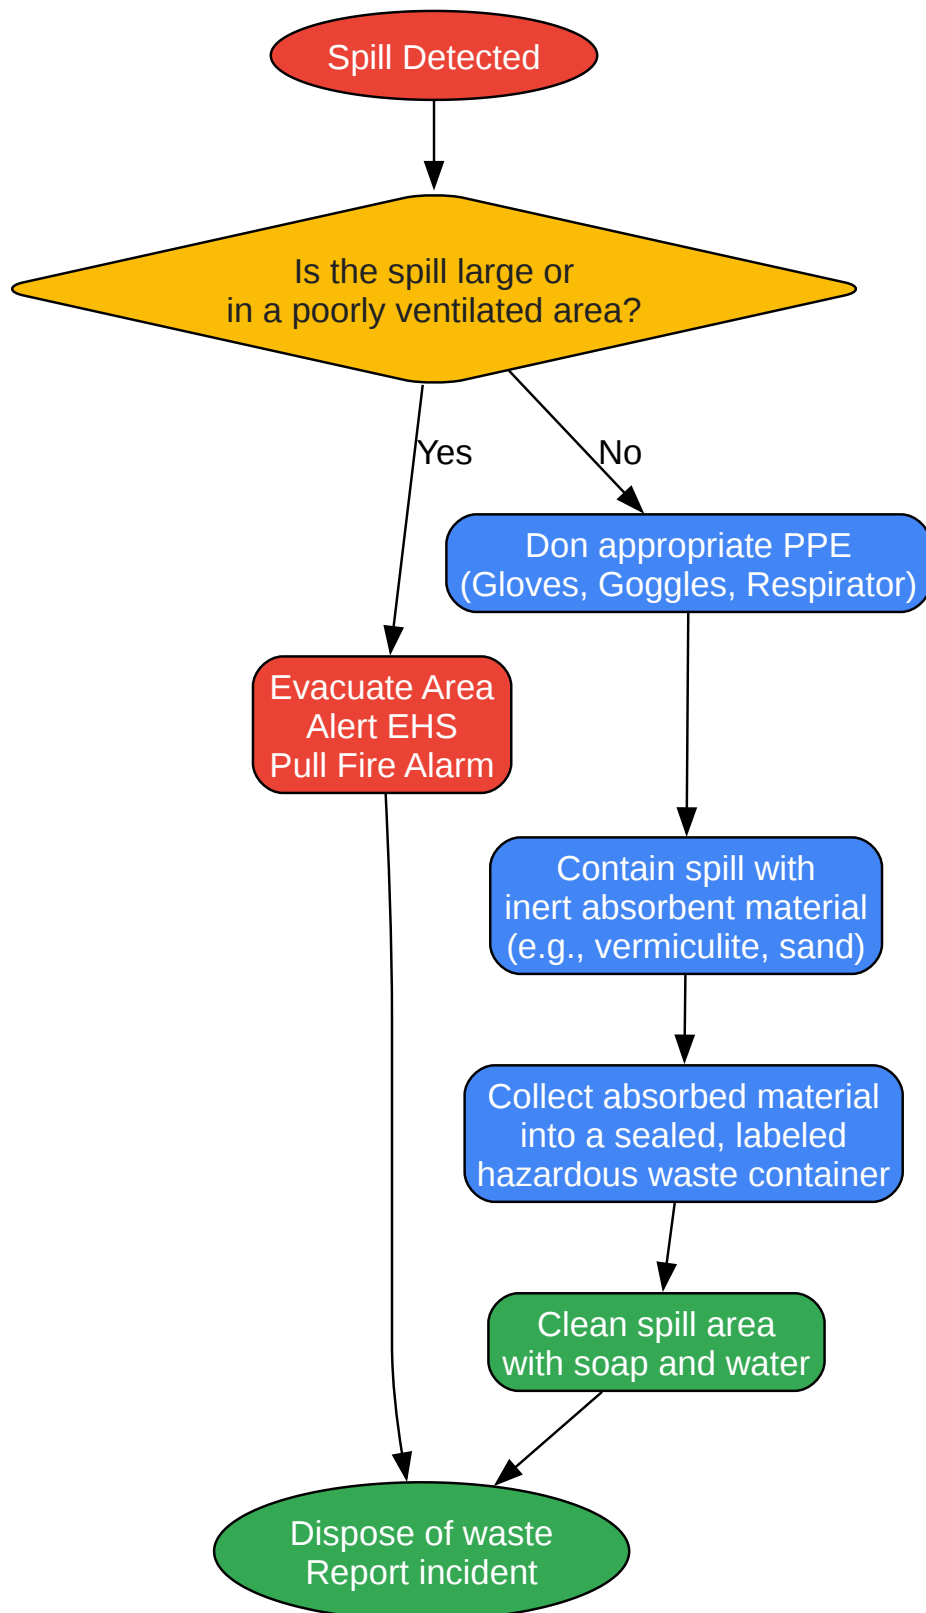 Spill Detected
Is the spill large or
in a poorly ventilated area?
Yes
No
Don appropriate PPE
(Gloves, Goggles, Respirator)
Evacuate Area
Alert EHS
Pull Fire Alarm
Contain spill with
inert absorbent material
(e.g., vermiculite, sand)
Collect absorbed material
into a sealed, labeled
hazardous waste container
Clean spill area
with soap and water
Dispose of waste
Report incident